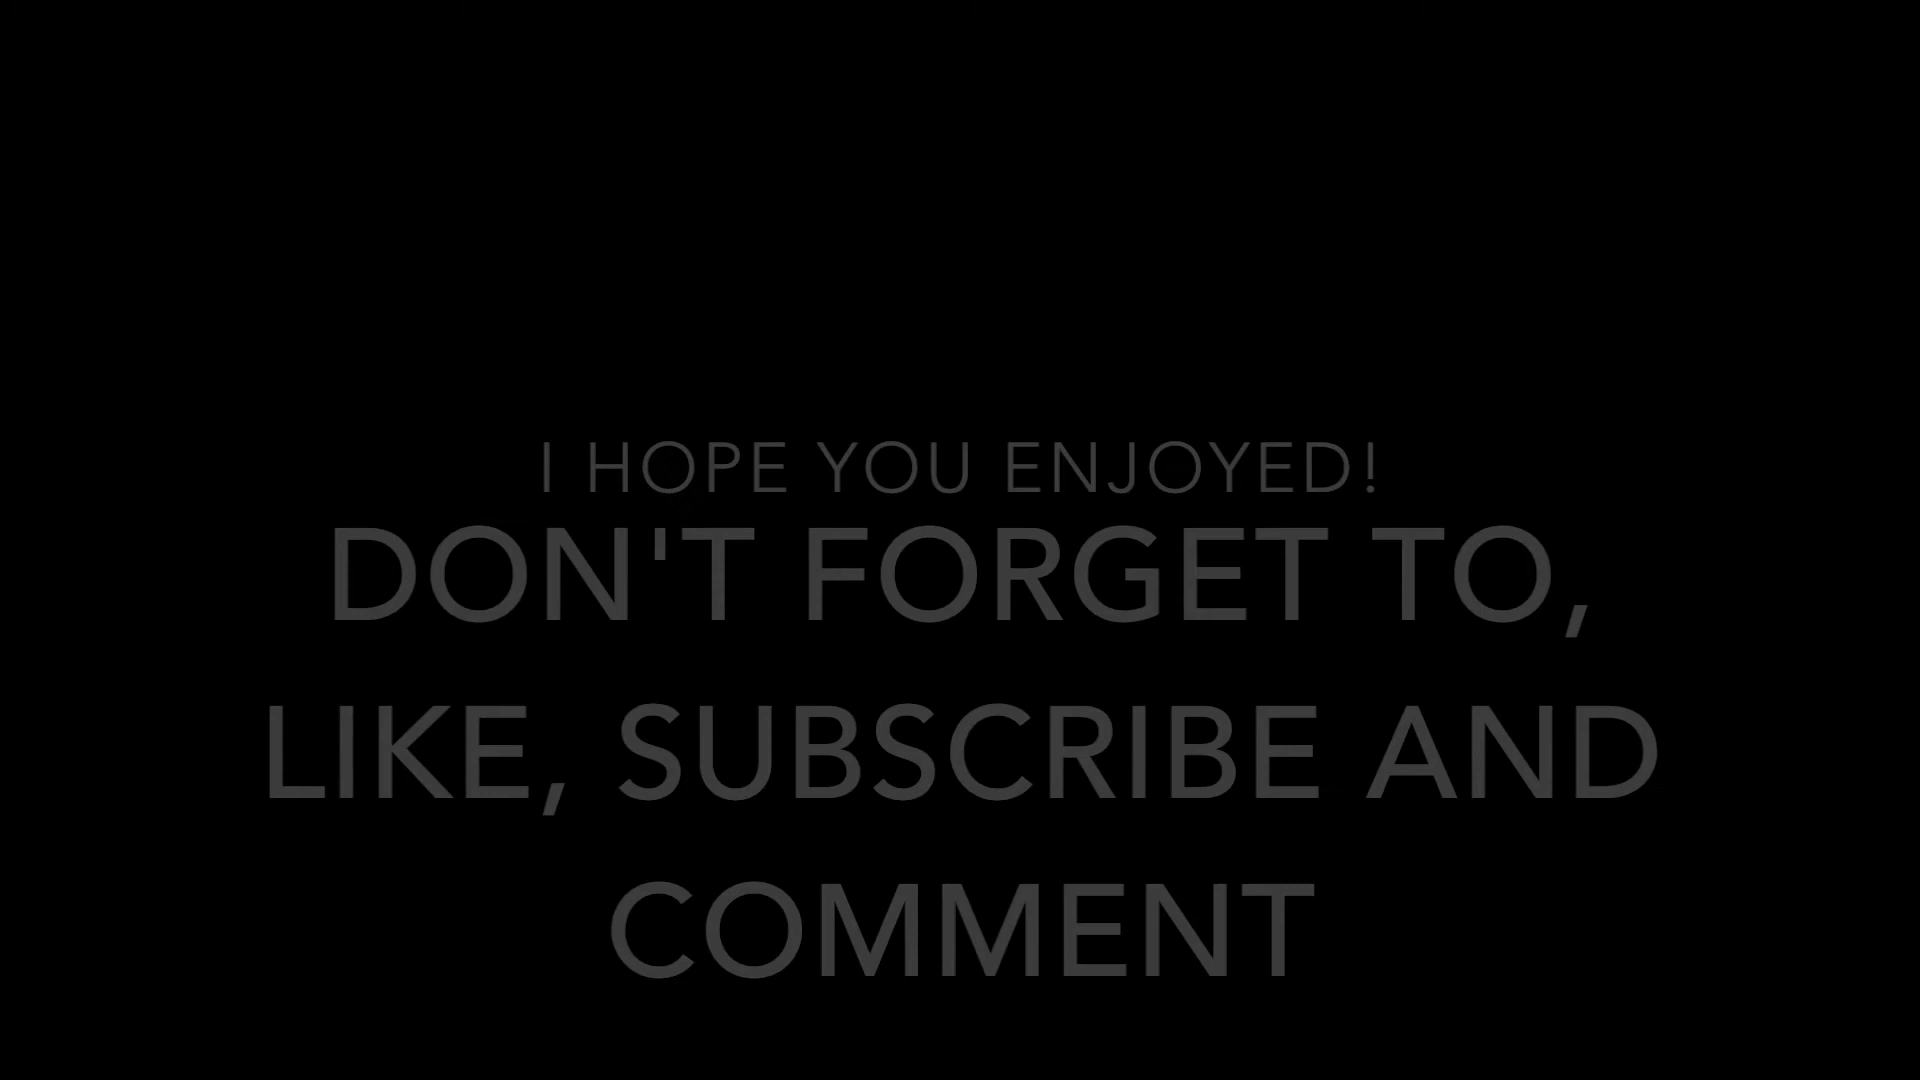 I HOPE YOU ENJOYED!
DON'T FORGET TO,
LIKE, SUBSCRIBE AND
COMMENT